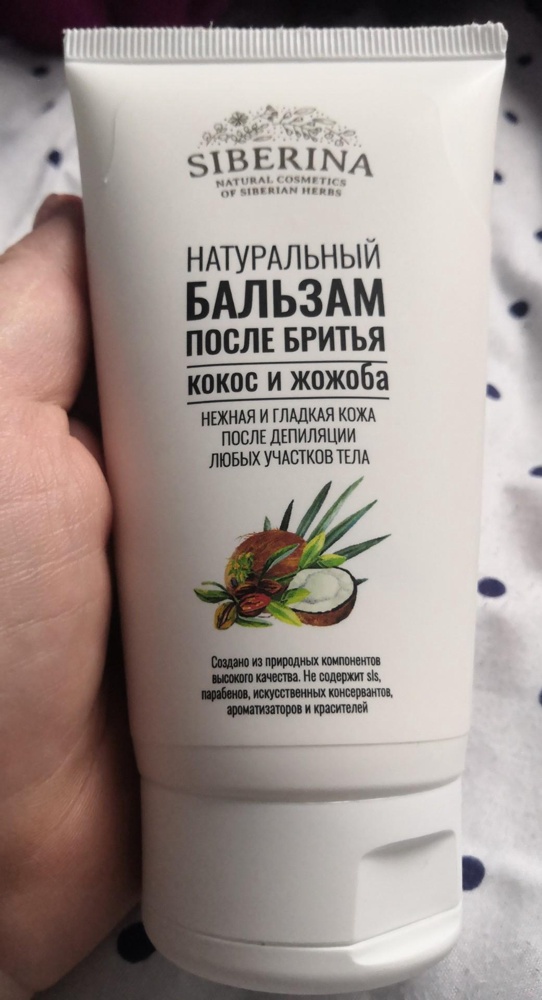 SIBERINA
NATURAL COSMETICS
OF SIBERIAN HERBS
НАТУРАЛЬНЫЙ
БАЛЬЗАМ
ПОСЛЕ БРИТЬЯ
кокос и жожоба
НЕЖНАЯ И ГЛАДКАЯ КОЖА
ПОСЛЕ ДЕПИЛЯЦИИ
ЛЮБЫХ УЧАСТКОВ ТЕЛА
Создано из природных компонентов
высокого качества. Не содержит sls,
парабенов, искусственных консервантов,
ароматизаторов и красителей